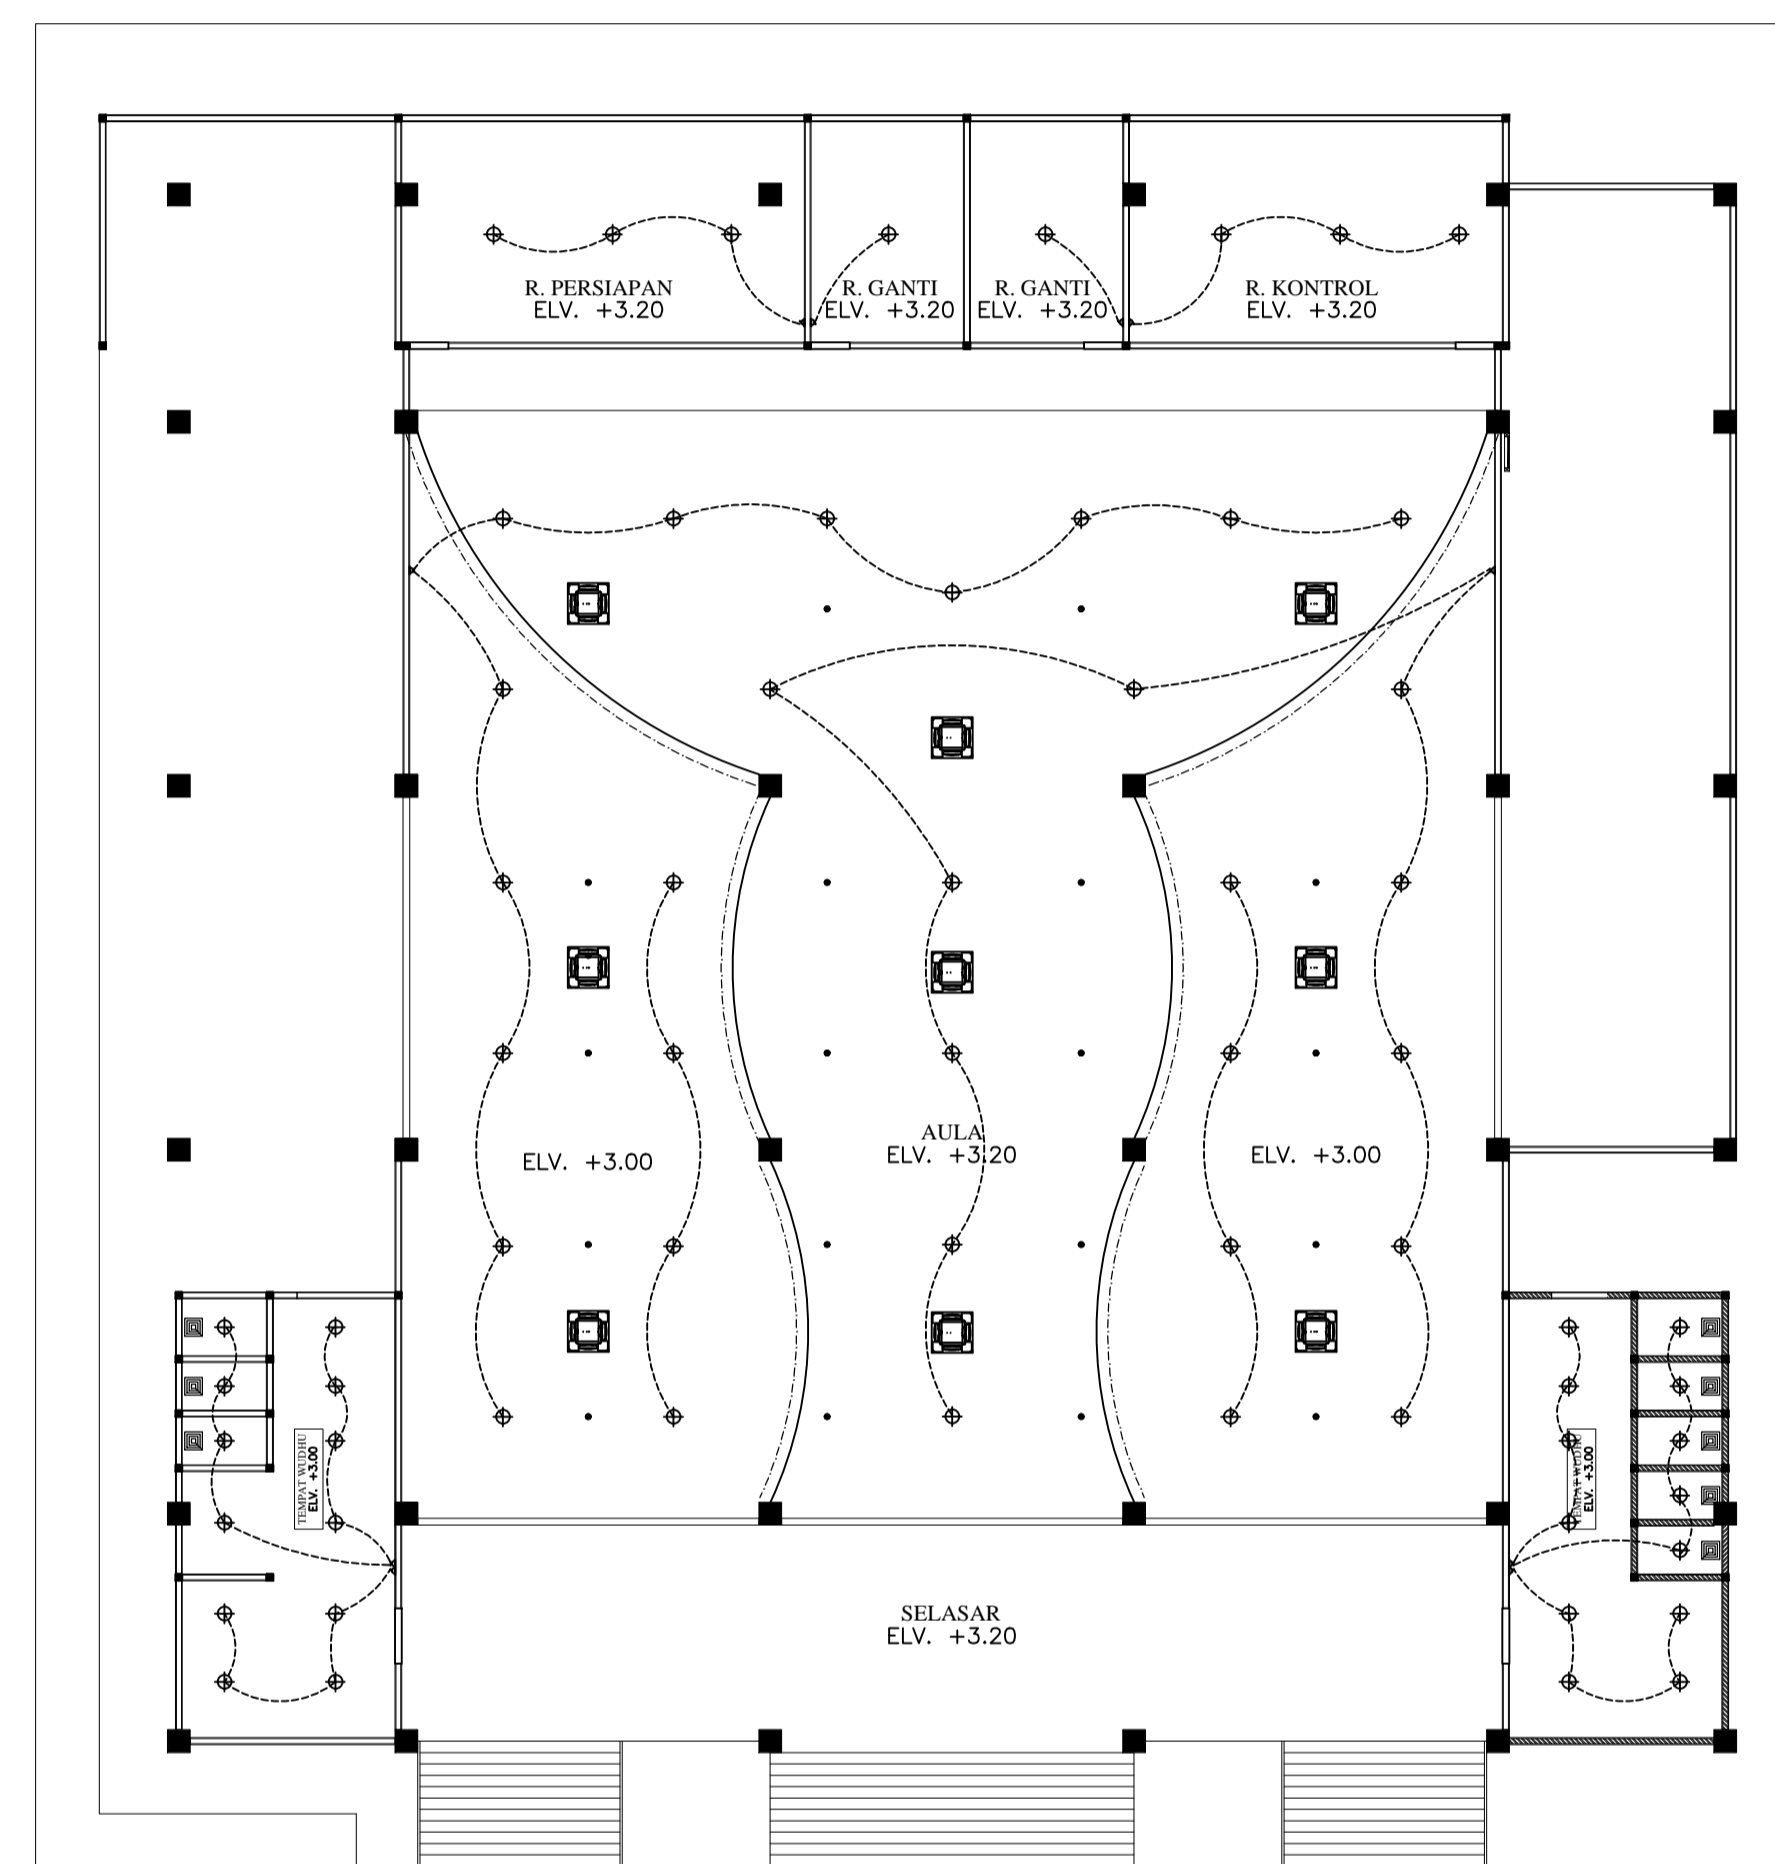 R. PERSIAPAN
ELV. +3.20
R. GANTI
ELV. +3.20
R. GANTI
ELV. +3.20
R. KONTROL
ELV. +3.20
ELV. +3.00
AULA
ELV. +3.20
ELV. +3.00
TEMPAT WUDHU
ELV. +3.00
TEMPAT WUDHU
ELV. +3.00
SELASAR
ELV. +3.20